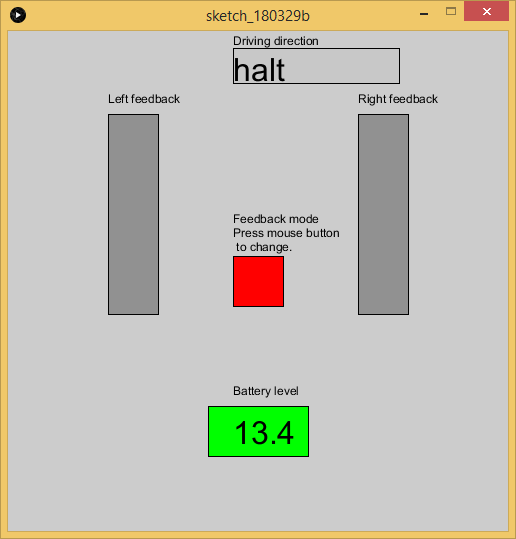 sketch_180329b
Driving direction
halt
Left feedback
Right feedback
Feedback mode
Press mouse button
to change.
Battery level
13.4